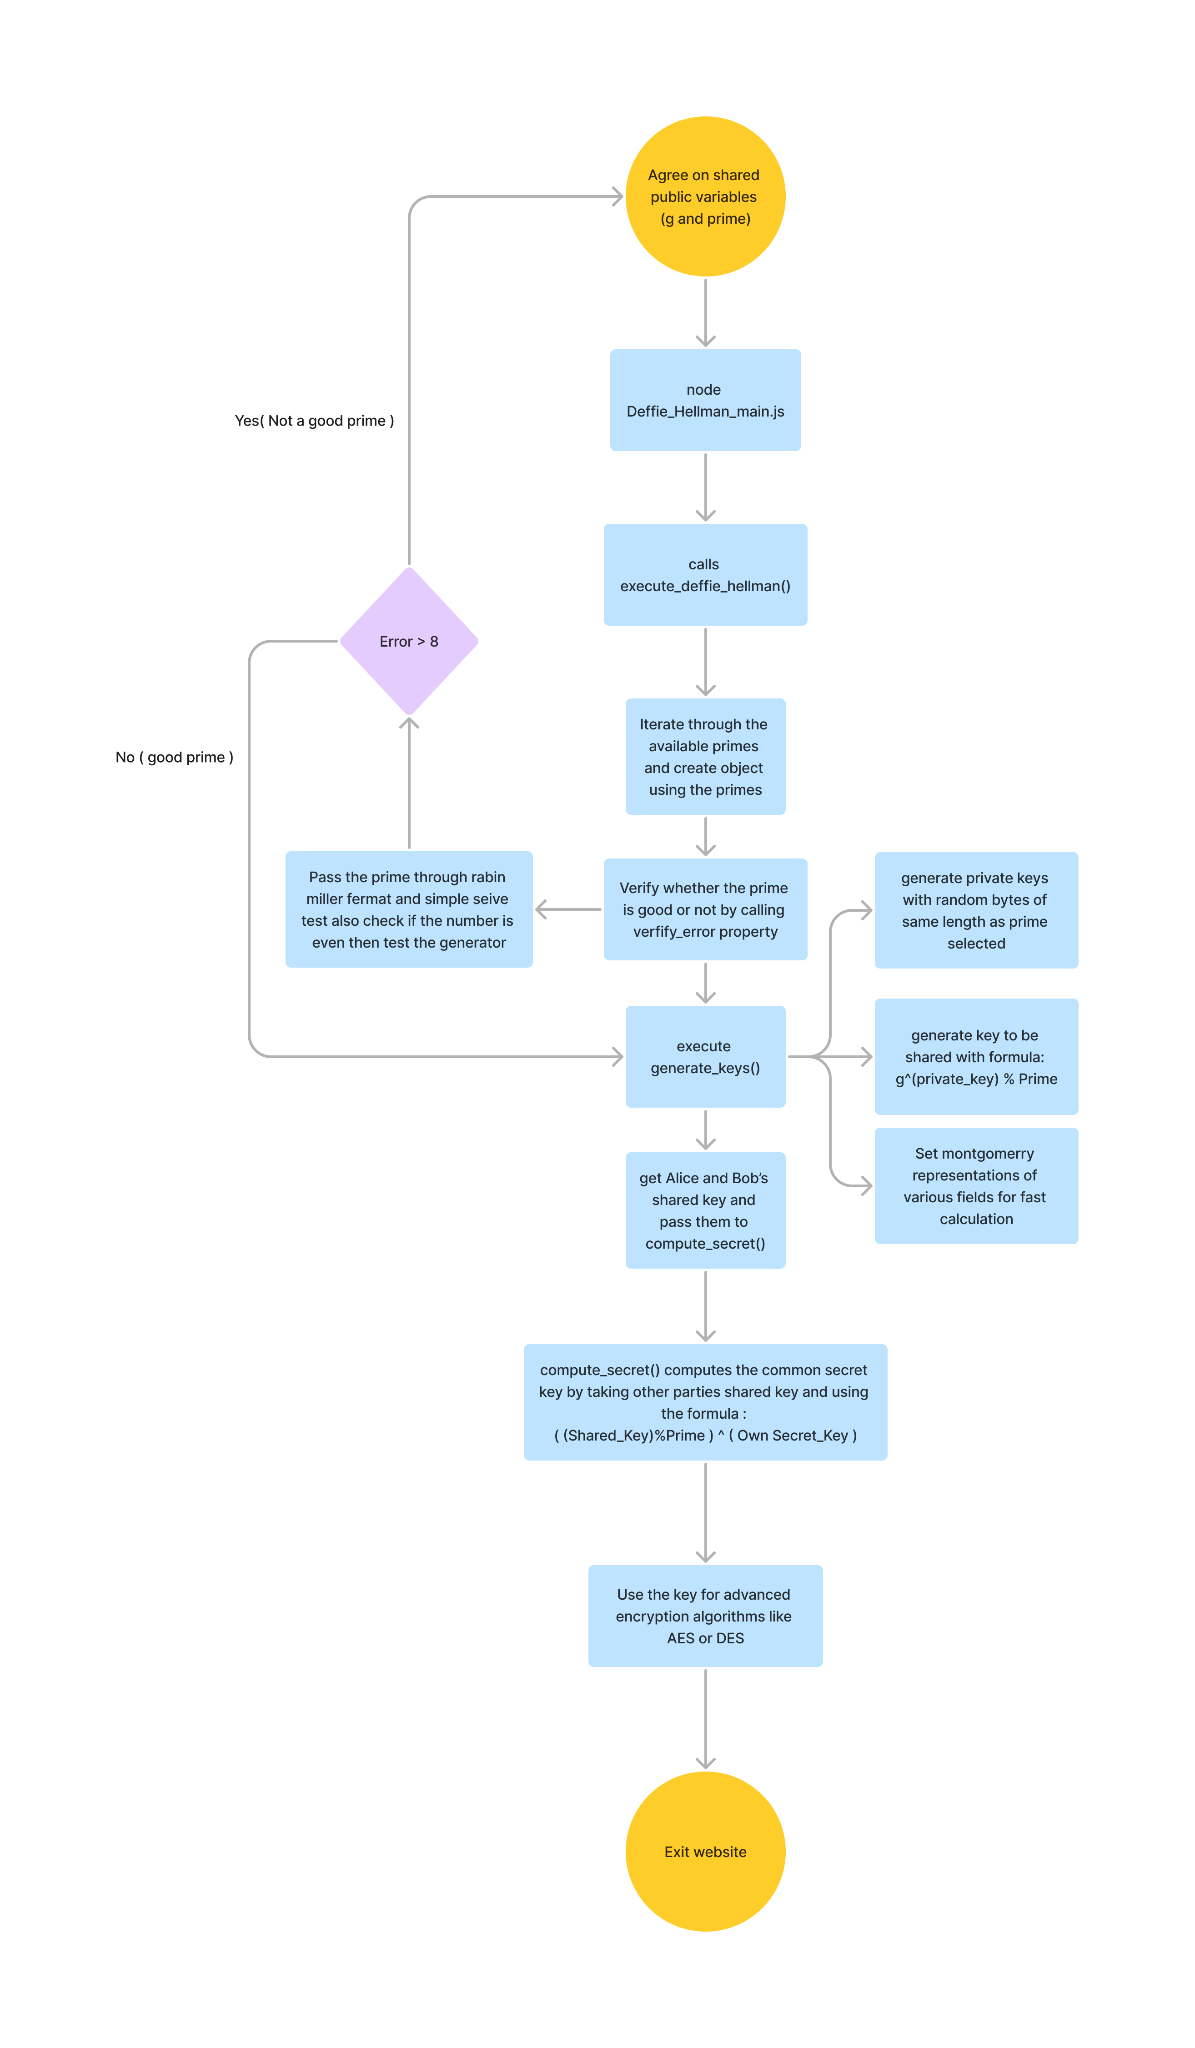 Agree on shared
public variables
(g and prime)
node
Deffie_Hellman_main.js
Yes( Not a good prime )
calls
execute_deffie_hellman()
Error > 8
Iterate through the
available primes
and create object
using the primes
No ( good prime )
Pass the prime through rabin
miller fermat and simple seive
test also check if the number is
even then test the generator
Verify whether the prime
is good or not by calling
verfify_error property
generate private keys
with random bytes of
same length as prime
selected
execute
generate_keys()
generate key to be
shared with formula:
g^(private_key) % Prime
Set montgomerry
representations of
various fields for fast
calculation
get Alice and Bob’s
shared key and
pass them to
compute_secret()
compute_secret() computes the common secret
key by taking other parties shared key and using
the formula :
( (Shared_Key)%Prime ) ^ ( Own Secret_Key )
Use the key for advanced
encryption algorithms like
AES or DES
Exit website